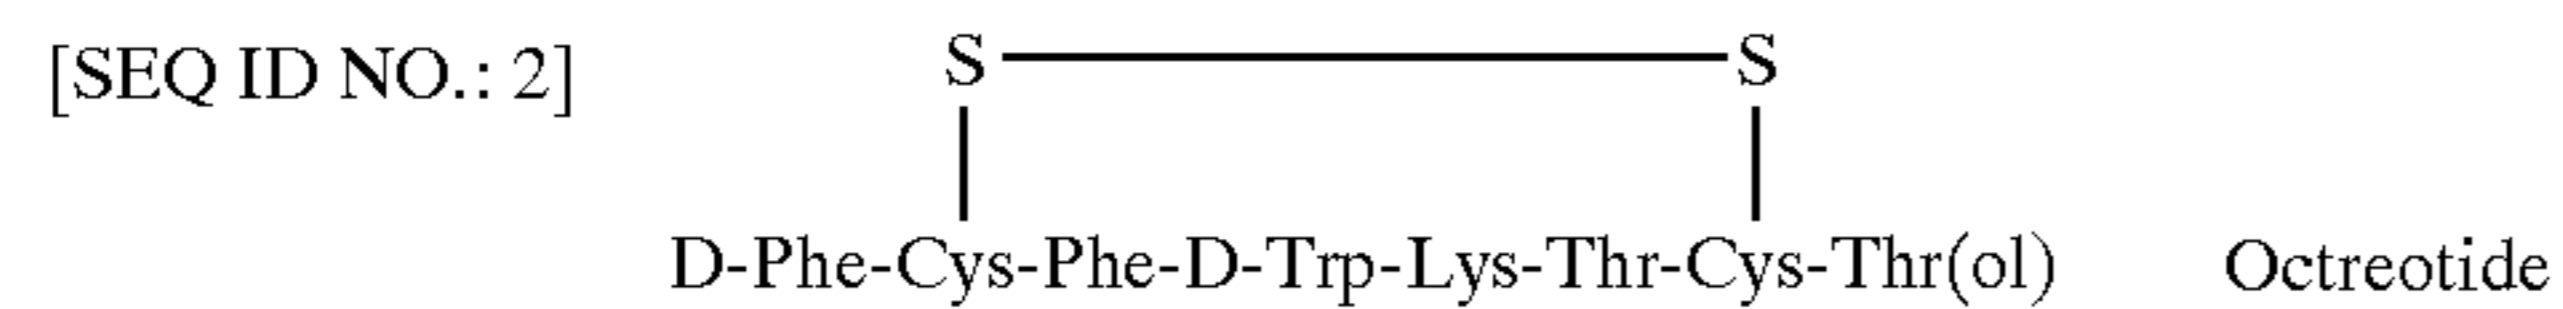 [SEQ ID NO.: 2]
S S
D-Phe-Cys-Phe-D-Trp-Lys-Thr-Cys-Thr(ol) Octreotide